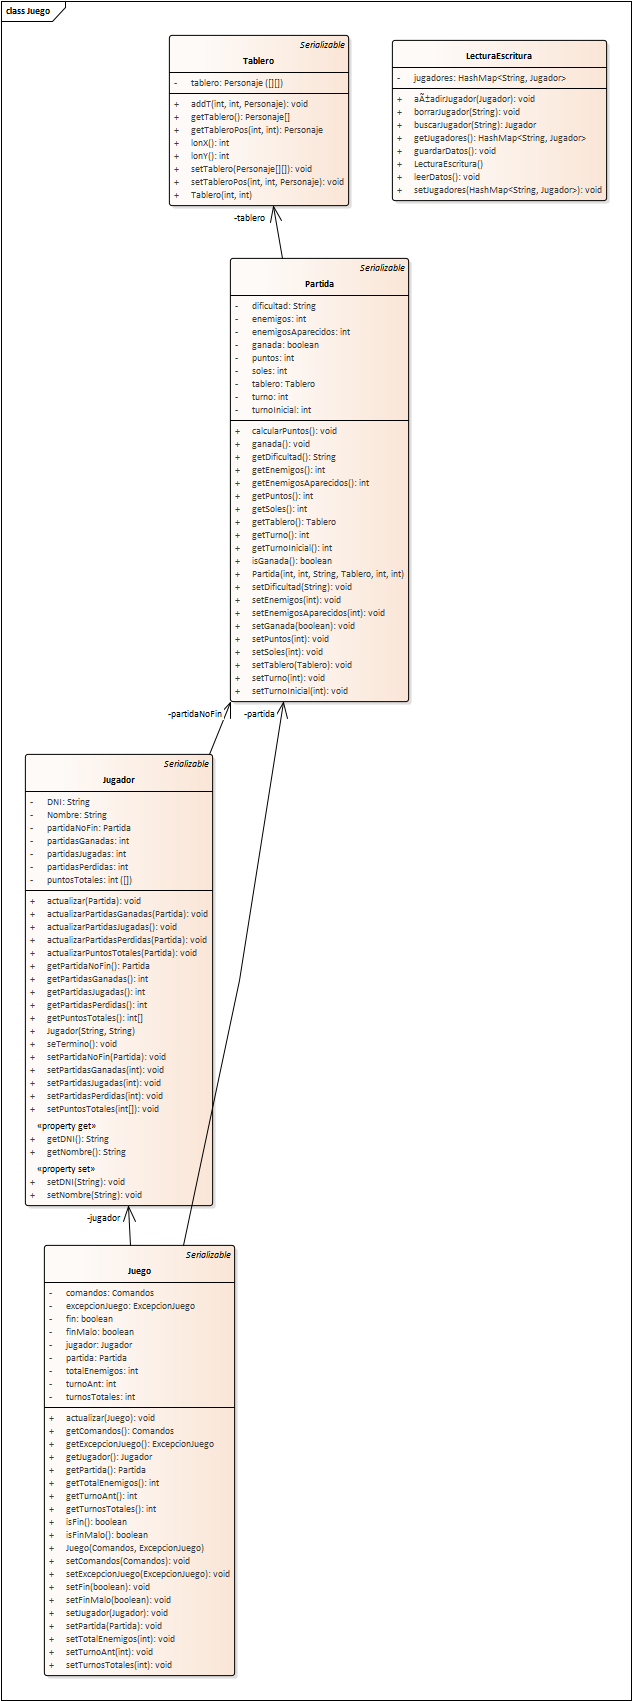 class Juego
Serializable
Tablero
- tablero: Personaje ([][])
+ addT(int, int, Personaje): void
+ getTablero(): Personaje[]
+ getTableroPos(int, int): Personaje
+ lonX(): int
+ lonY(): int
+ setTablero(Personaje[][]): void
+ setTableroPos(int, int, Personaje): void
+ Tablero(int, int)
LecturaEscritura
- jugadores: HashMap<String, Jugador>
+ aÃ±adirJugador(Jugador): void
+ borrarJugador(String): void
+ buscarJugador(String): Jugador
+ getJugadores(): HashMap<String, Jugador>
+ guardarDatos(): void
+ LecturaEscritura()
+ leerDatos(): void
+ setJugadores(HashMap<String, Jugador>): void
-tablero
Serializable
Partida
- dificultad: String
- enemigos: int
- enemigosAparecidos: int
- ganada: boolean
- puntos: int
- soles: int
- tablero: Tablero
- turno: int
- turnoInicial: int
+ calcularPuntos(): void
+ ganada(): void
+ getDificultad(): String
+ getEnemigos(): int
+ getEnemigosAparecidos(): int
+ getPuntos(): int
+ getSoles(): int
+ getTablero(): Tablero
+ getTurno(): int
+ getTurnoInicial(): int
+ isGanada(): boolean
+ Partida(int, int, String, Tablero, int, int)
+ setDificultad(String): void
+ setEnemigos(int): void
+ setEnemigosAparecidos(int): void
+ setGanada(boolean): void
+ setPuntos(int): void
+ setSoles(int): void
+ setTablero(Tablero): void
+ setTurno(int): void
+ setTurnoInicial(int): void
-partidaNoFin
-partida
Serializable
Jugador
- DNI: String
- Nombre: String
- partidaNoFin: Partida
- partidasGanadas: int
- partidasJugadas: int
- partidasPerdidas: int
- puntosTotales: int ([])
+ actualizar(Partida): void
+ actualizarPartidasGanadas(Partida): void
+ actualizarPartidasJugadas(): void
+ actualizarPartidasPerdidas(Partida): void
+ actualizarPuntosTotales(Partida): void
+ getPartidaNoFin(): Partida
+ getPartidasGanadas(): int
+ getPartidasJugadas(): int
+ getPartidasPerdidas(): int
+ getPuntosTotales(): int[]
+ Jugador(String, String)
+ seTermino(): void
+ setPartidaNoFin(Partida): void
+ setPartidasGanadas(int): void
+ setPartidasJugadas(int): void
+ setPartidasPerdidas(int): void
+ setPuntosTotales(int[]): void
«property get»
+ getDNI(): String
+ getNombre(): String
«property set»
+ setDNI(String): void
+ setNombre(String): void
-jugador
Serializable
Juego
- comandos: Comandos
- excepcionJuego: ExcepcionJuego
- fin: boolean
- finMalo: boolean
- jugador: Jugador
- partida: Partida
- totalEnemigos: int
- turnoAnt: int
- turnosTotales: int
+ actualizar(Juego): void
+ getComandos(): Comandos
+ getExcepcionJuego(): ExcepcionJuego
+ getJugador(): Jugador
+ getPartida(): Partida
+ getTotalEnemigos(): int
+ getTurnoAnt(): int
+ getTurnosTotales(): int
+ isFin(): boolean
+ isFinMalo(): boolean
+ Juego(Comandos, ExcepcionJuego)
+ setComandos(Comandos): void
+ setExcepcionJuego(ExcepcionJuego): void
+ setFin(boolean): void
+ setFinMalo(boolean): void
+ setJugador(Jugador): void
+ setPartida(Partida): void
+ setTotalEnemigos(int): void
+ setTurnoAnt(int): void
+ setTurnosTotales(int): void